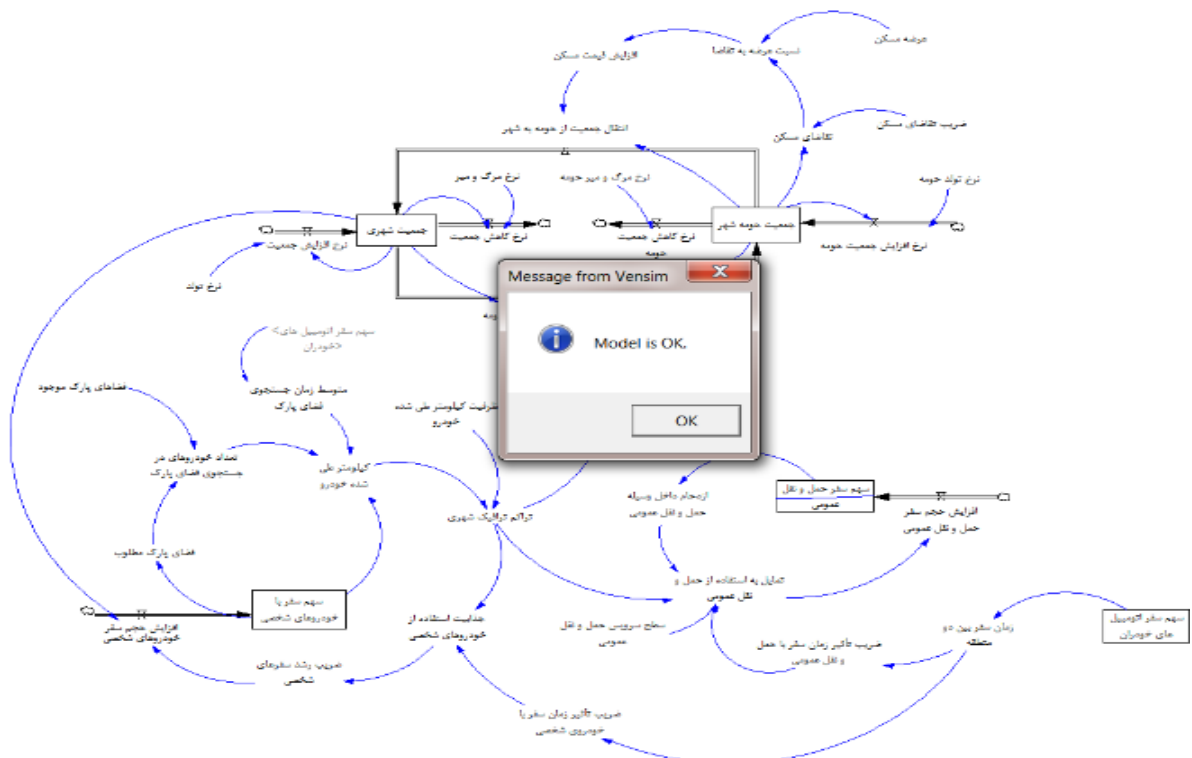 عرضه مسکن
نسبت عرضه به تقاضا
افزایش قیمت مسکن
ضریب تقاضای مسکن
انتقال جمعیت از حومه به شهر
تقاضای مسکن
نرخ مرگ و میر
نرخ مرگ و میر حومه
نرخ تولد حومه
جمعیت شهری
جمعیت حومه شهر
نرخ افزایش جمعیت
نرخ کاهش جمعیت
نرخ کاهش جمعیت
حومه
نرخ افزایش جمعیت حومه
نرخ تولد
Message from Vensim
Model is OK.
OK
<سهم سفر اتومبیل های
خودران>
فضاهای پارک موجود
متوسط زمان جستجوی
فضای پارک
ظرفیت کیلومتر طی شده
خودرو
تعداد خودروهای در
جستجوی فضای پارک
کیلومتر طی
شده خودرو
تراکم ترافیک شهری
ازدحام داخل وسیله
حمل و نقل عمومی
سهم سفر حمل و نقل
عمومی
افزایش حجم سفر
حمل و نقل عمومی
فضای پارک مطلوب
تمایل به استفاده از حمل و
نقل عمومی
سهم سفر با
خودروهای شخصی
افزایش حجم سفر
خودروهای شخصی
جذابیت استفاده از
خودروهای شخصی
سطح سرویس حمل و نقل
عمومی
زمان سفر بین دو
منطقه
سهم سفر اتومبیل
های خودران
ضریب رشد سفرهای
شخصی
ضریب تأثیر زمان سفر با حمل
و نقل عمومی
ضریب تأثیر زمان سفر با
خودروی شخصی